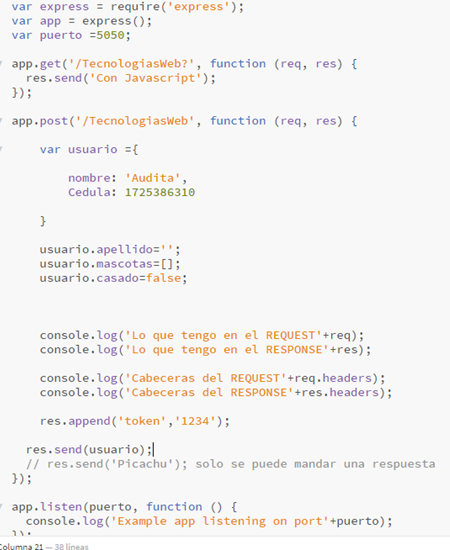 var express = require('express');
var app = express();
var puerto =5050;
app.get('/TecnologiasWeb?', function (req, res) {
  res.send('Con Javascript');
});
app.post('/TecnologiasWeb', function (req, res) {
    var usuario ={
        nombre: 'Audita',
        Cedula: 1725386310
    }
    usuario.apellido='';
    usuario.mascotas=[];
    usuario.casado=false;
    console.log('Lo que tengo en el REQUEST'+req);
    console.log('Lo que tengo en el RESPONSE'+res);
    console.log('Cabeceras del REQUEST'+req.headers);
    console.log('Cabeceras del RESPONSE'+res.headers);
    res.append('token','1234');
  res.send(usuario);
  // res.send('Picachu'); solo se puede mandar una respuesta
});
app.listen(puerto, function () {
  console.log('Example app listening on port'+puerto);
});
Columna 21 — 38 líneas